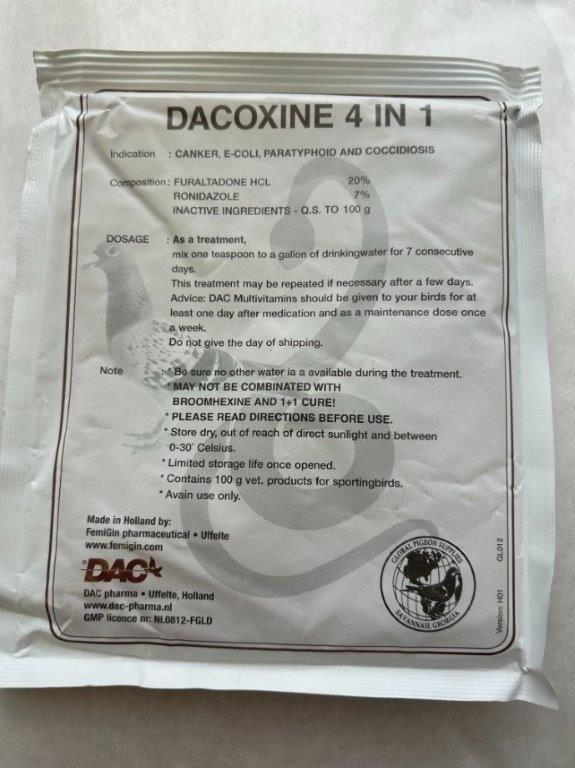 DACOXINE 4 IN 1
Indication : CANKER, E-COLI, PARATYPHOID AND COCCIDIOSIS
Composition : FURALTADONE HCL 20%
RONIDAZOLE 7%
INACTIVE INGREDIENTS - Q.S. TO 100 g
DOSAGE : As a treatment,
mix one teaspoon to a gallon of drinkingwater for 7 consecutive
days.
This treatment may be repeated if necessary after a few days.
Advice: DAC Multivitamins should be given to your birds for at
least one day after medication and as a maintenance dose once
a week.
Do not give the day of shipping.
Note : * Be sure no other water ia a available during the treatment.
* MAY NOT BE COMBINATED WITH
BROOMHEXINE AND 1+1 CURE!
* PLEASE READ DIRECTIONS BEFORE USE.
* Store dry, out of reach of direct sunlight and between
0-30° Celsius.
* Limited storage life once opened.
* Contains 100 g vet. products for sportingbirds.
* Avain use only.
Made in Holland by:
FemiGin pharmaceutical • Uffelte
www.femigin.com
DAC
DAC pharma • Uffelte, Holland
www.dac-pharma.nl
GMP licence nr: NL0812-FGLD
GLOBAL PIGEON SUPPLIES
SAVANNAH, GEORGIA
Version: H01 GL012